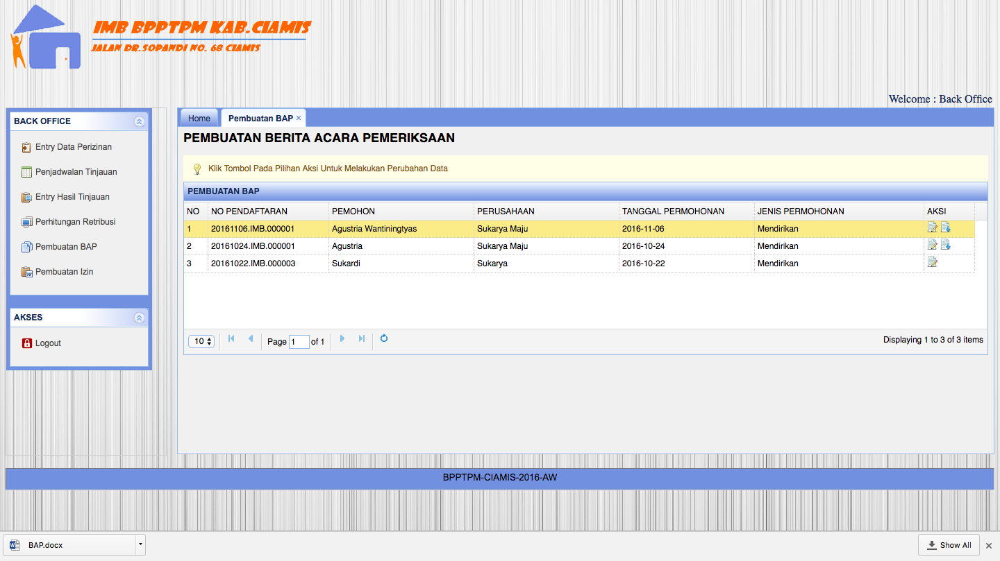 IMB BPPTPM KAB.CIAMIS
JALAN DR.SOPANDI NO. 68 CIAMIS
Welcome : Back Office
BACK OFFICE
Entry Data Perizinan
Penjadwalan Tinjauan
Entry Hasil Tinjauan
Perhitungan Retribusi
Pembuatan BAP
Pembuatan Izin
AKSES
Logout
Home Pembuatan BAP ×
PEMBUATAN BERITA ACARA PEMERIKSAAN
Klik Tombol Pada Pilihan Aksi Untuk Melakukan Perubahan Data
PEMBUATAN BAP
NO NO PENDAFTARAN PEMOHON PERUSAHAAN TANGGAL PERMOHONAN JENIS PERMOHONAN AKSI
1 20161106.IMB.000001 Agustria Wantiningtyas Sukarya Maju 2016-11-06 Mendirikan
2 20161024.IMB.000001 Agustria Sukarya Maju 2016-10-24 Mendirikan
3 20161022.IMB.000003 Sukardi Sukarya 2016-10-22 Mendirikan
10 Page 1 of 1 Displaying 1 to 3 of 3 items
BPPTPM-CIAMIS-2016-AW
BAP.docx Show All ×